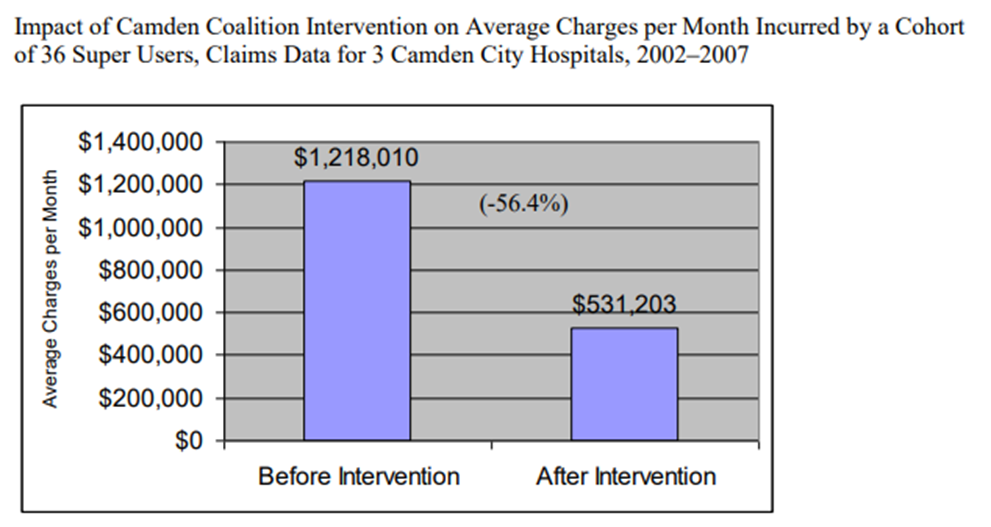 Impact of Camden Coalition Intervention on Average Charges per Month Incurred by a Cohort
of 36 Super Users, Claims Data for 3 Camden City Hospitals, 2002–2007
Average Charges per Month
$1,400,000
$1,200,000
$1,000,000
$800,000
$600,000
$400,000
$200,000
$0
$1,218,010
(-56.4%)
$531,203
Before Intervention
After Intervention